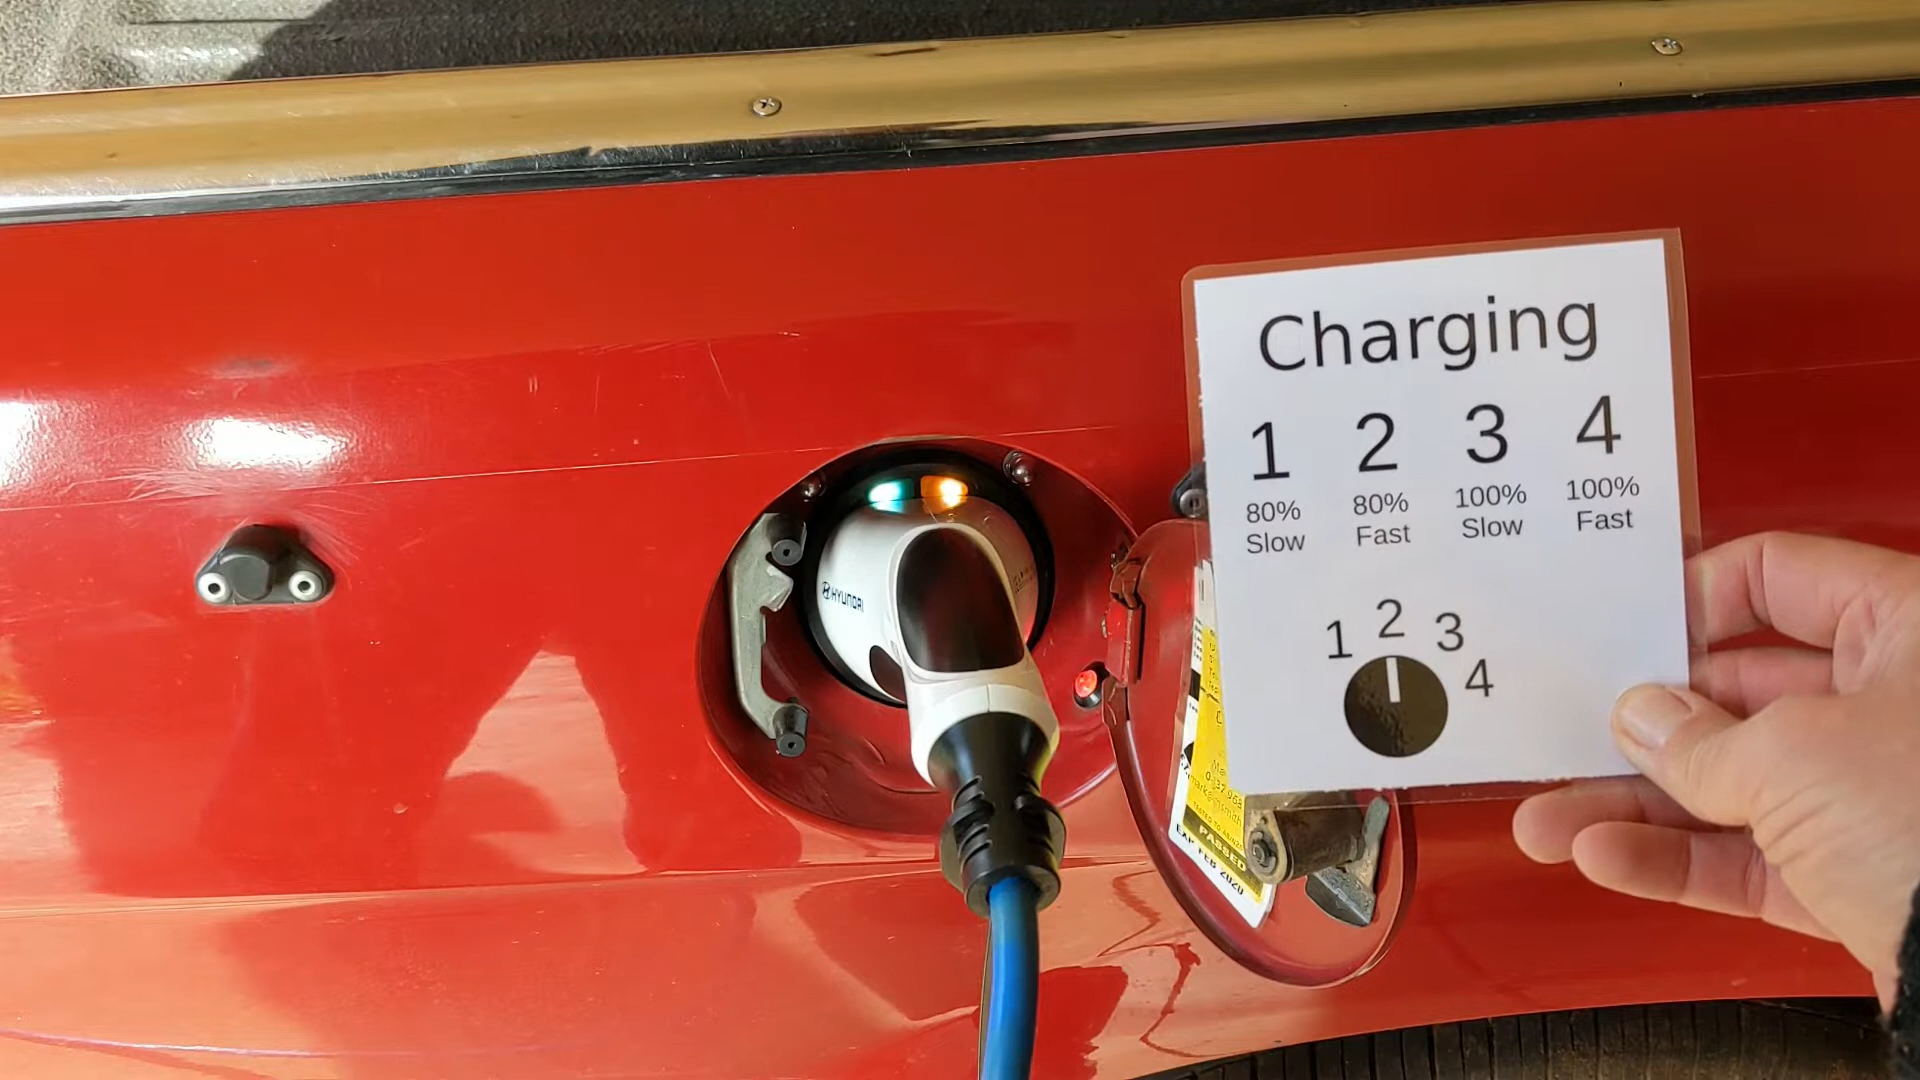 Charging
1 2 3 4
80% 80% 100% 100%
Slow Fast Slow Fast
1 2 3 4
HYUNDAI
PASSED
EXP FEB 2020